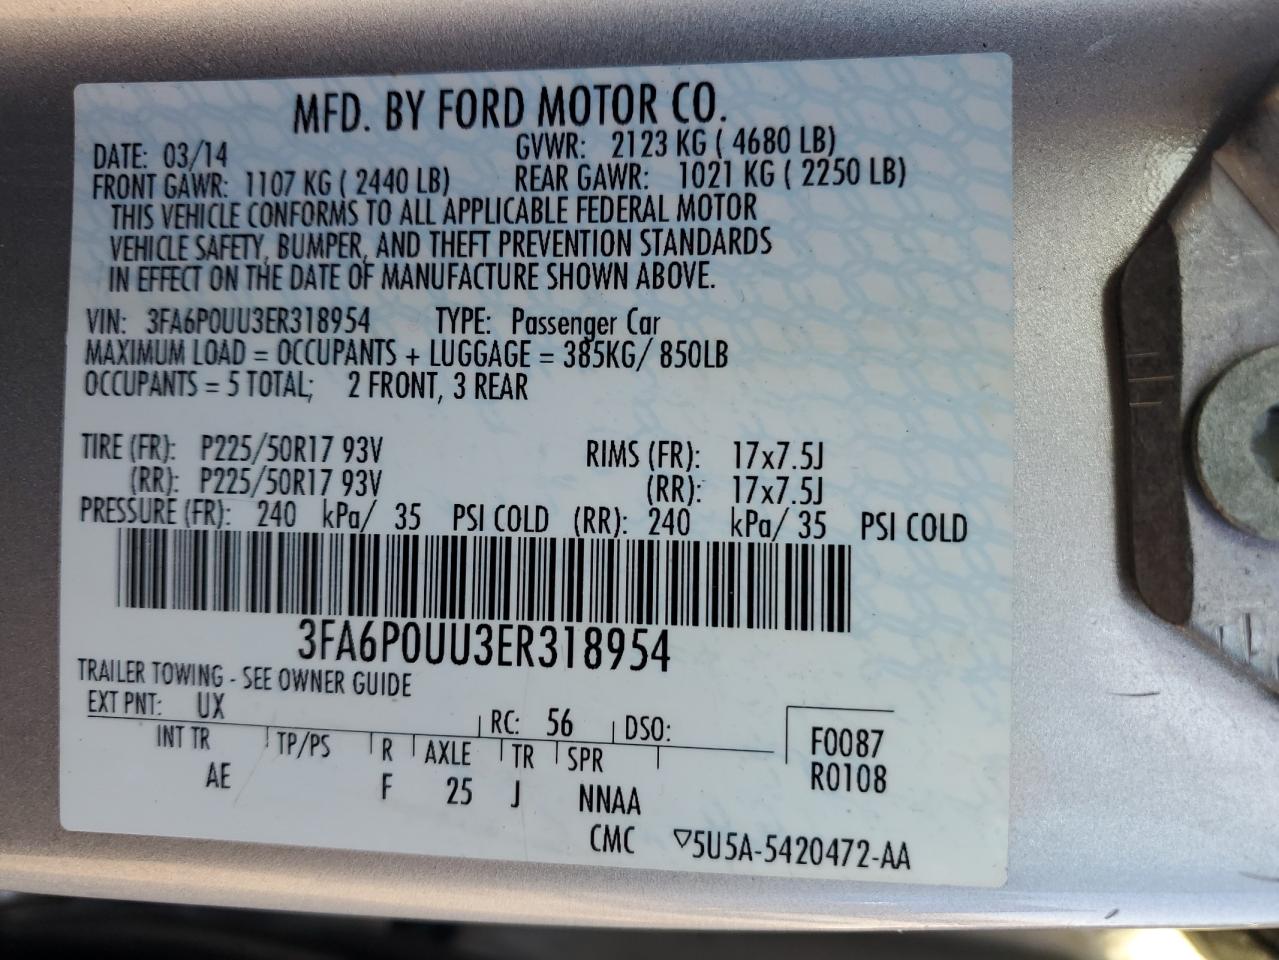 MFD. BY FORD MOTOR CO.
DATE: 03/14 GVWR: 2123 KG ( 4680 LB)
FRONT GAWR: 1107 KG ( 2440 LB) REAR GAWR: 1021 KG ( 2250 LB)
THIS VEHICLE CONFORMS TO ALL APPLICABLE FEDERAL MOTOR
VEHICLE SAFETY, BUMPER, AND THEFT PREVENTION STANDARDS
IN EFFECT ON THE DATE OF MANUFACTURE SHOWN ABOVE.
VIN: 3FA6P0UU3ER318954 TYPE: Passenger Car
MAXIMUM LOAD = OCCUPANTS + LUGGAGE = 385KG/ 850LB
OCCUPANTS = 5 TOTAL; 2 FRONT, 3 REAR
TIRE (FR): P225/50R17 93V RIMS (FR): 17x7.5J
(RR): P225/50R17 93V (RR): 17x7.5J
PRESSURE (FR): 240 kPa/ 35 PSI COLD (RR): 240 kPa/ 35 PSI COLD
3FA6P0UU3ER318954
TRAILER TOWING - SEE OWNER GUIDE
EXT PNT: UX RC: 56 DSO:
INT TR TP/PS R AXLE TR SPR
AE F 25 J NNAA
F0087
R0108
CMC ▽5U5A-5420472-AA